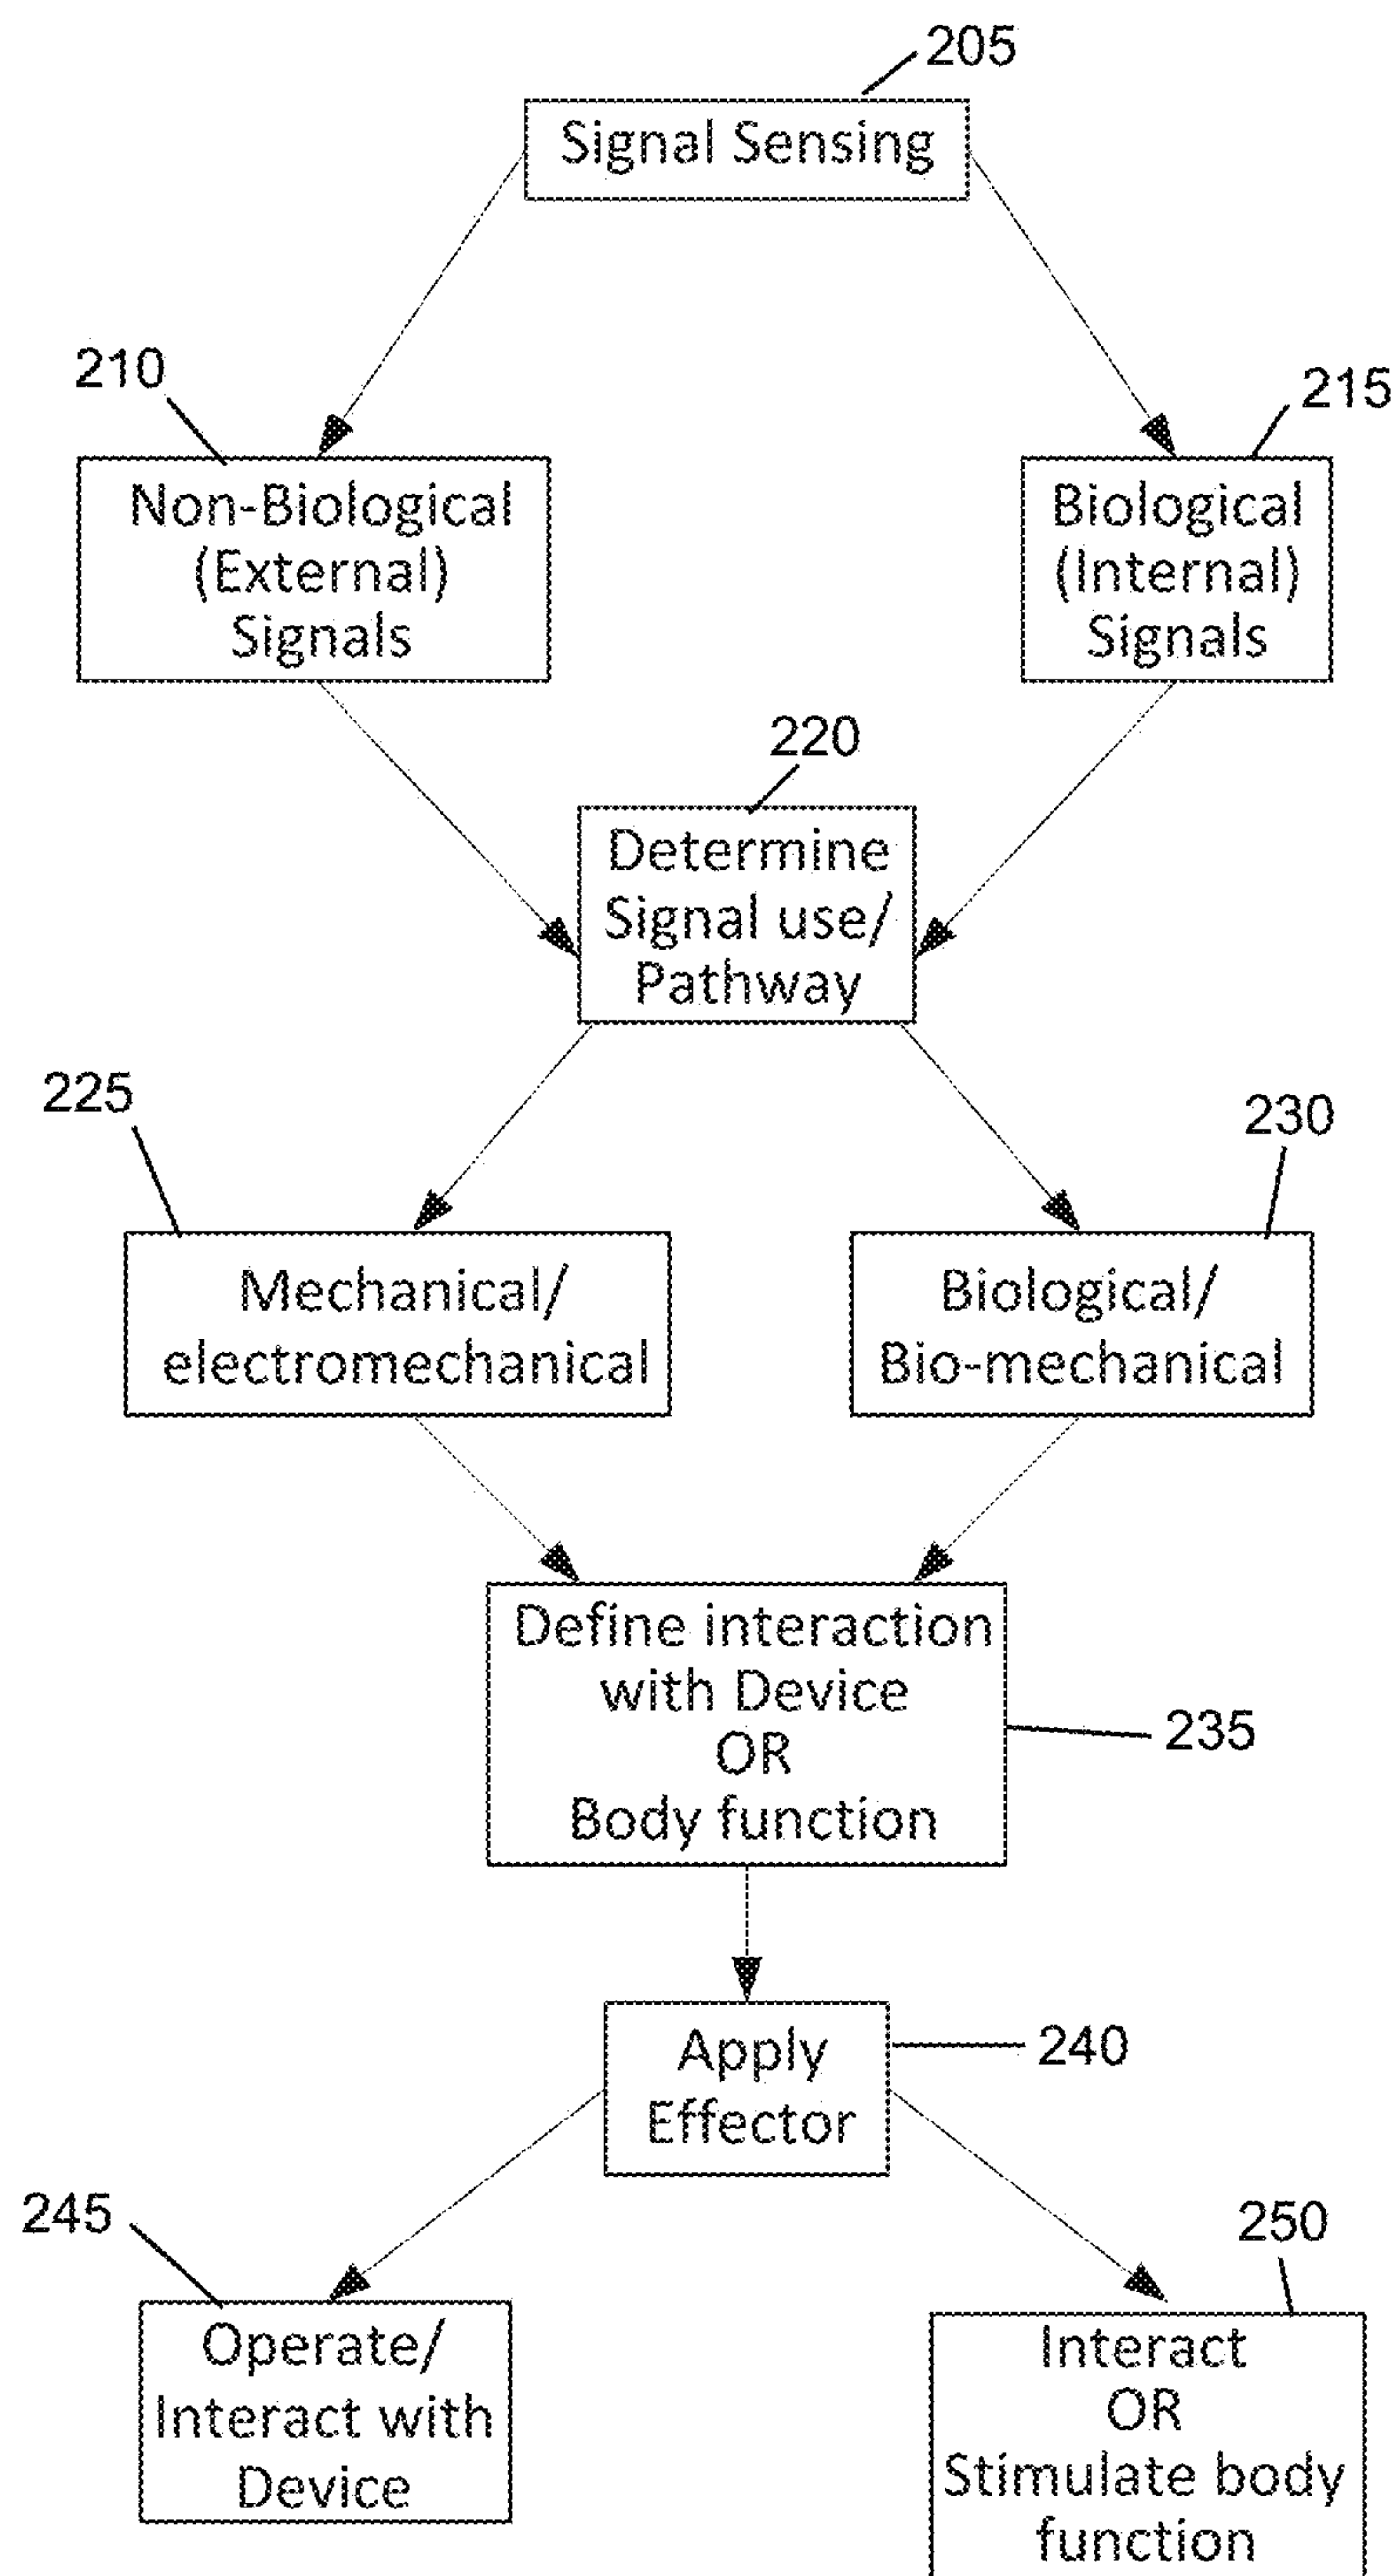 205
Signal Sensing
210
215
Non-Biological
(External)
Signals
Biological
(Internal)
Signals
220
Determine
Signal use/
Pathway
225
230
Mechanical/
electromechanical
Biological/
Bio-mechanical
Define interaction
with Device
OR
Body function
235
Apply
Effector
240
245
250
Operate/
Interact with
Device
Interact
OR
Stimulate body
function